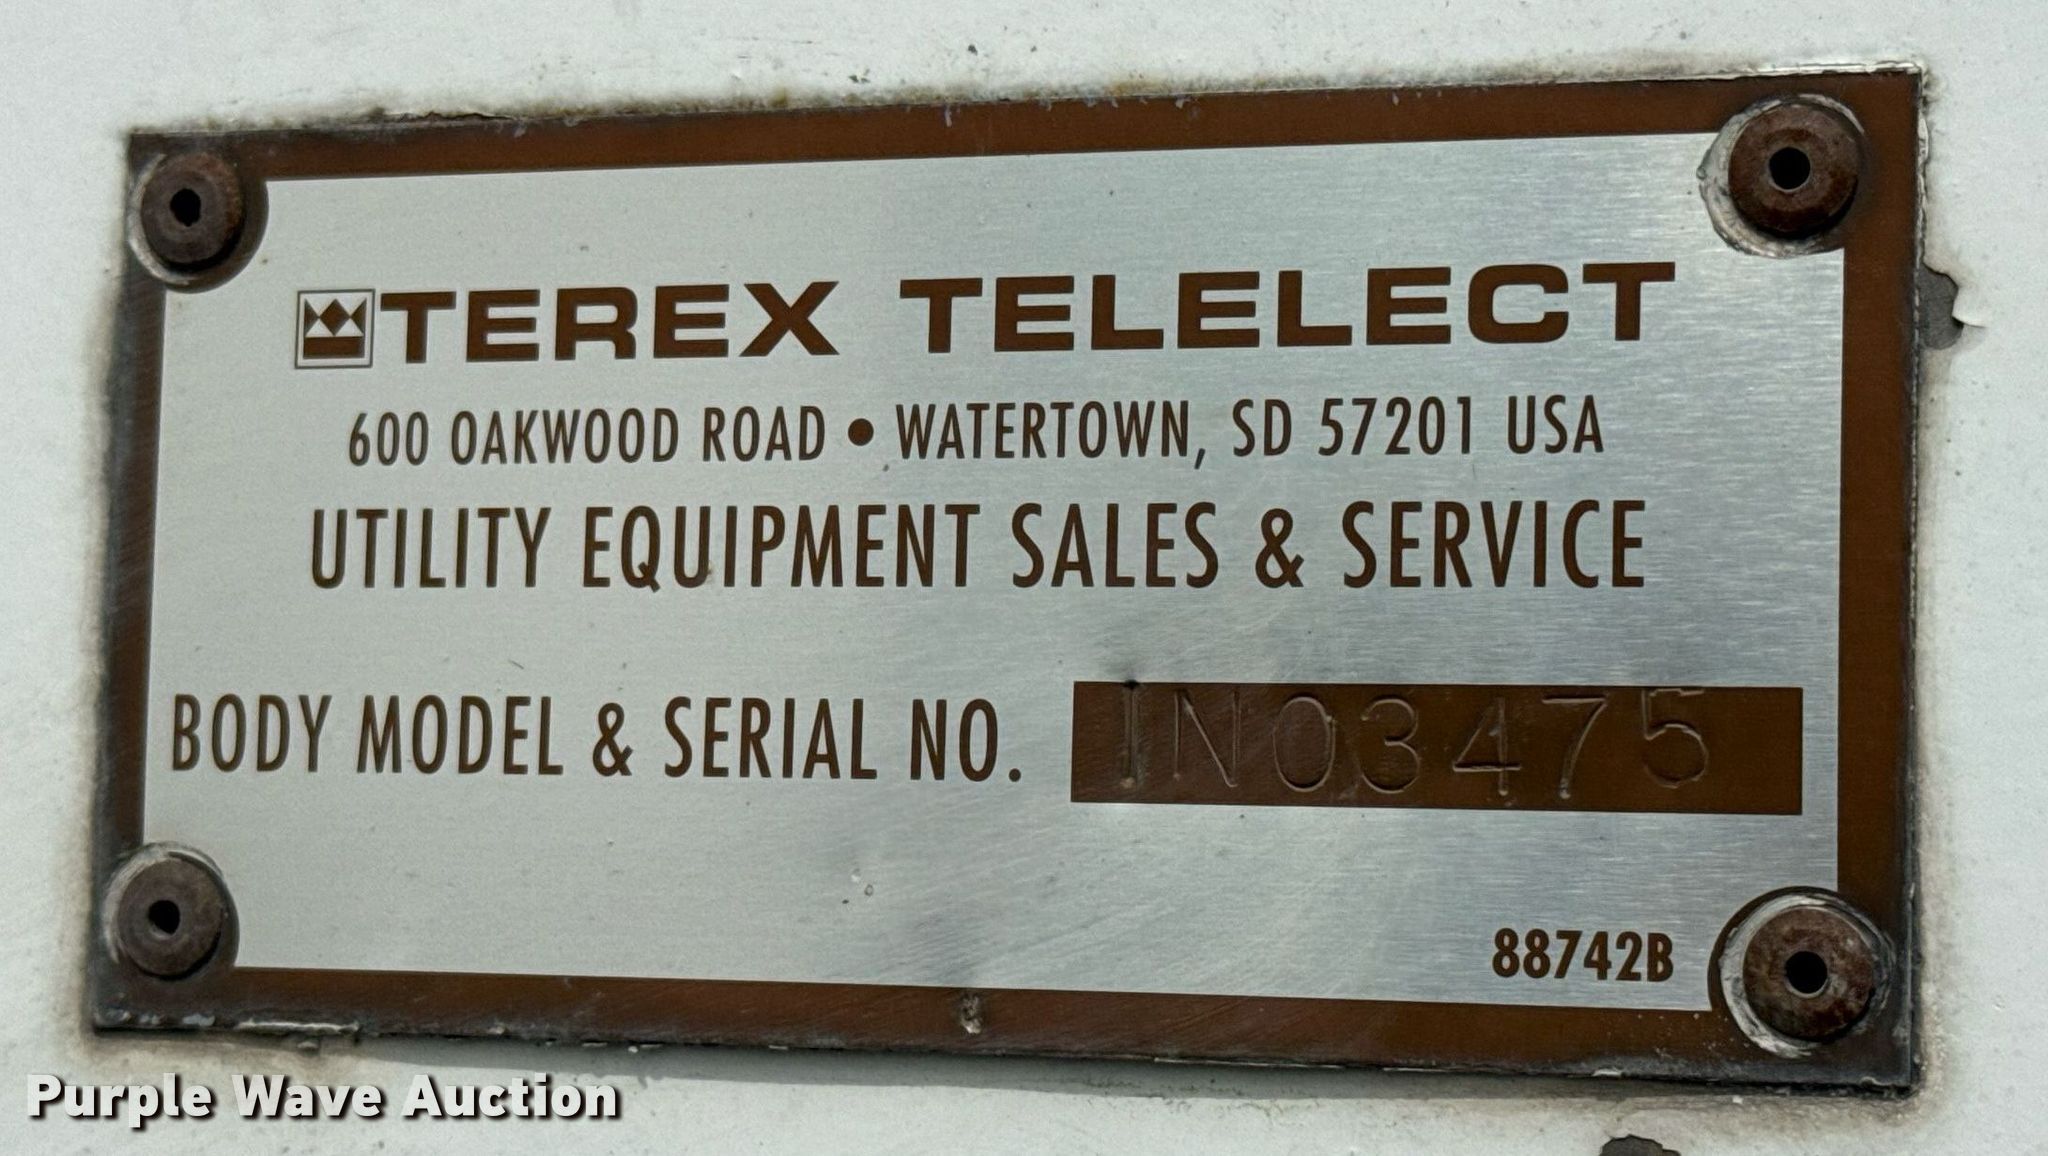 TEREX TELELECT
600 OAKWOOD ROAD • WATERTOWN, SD 57201 USA
UTILITY EQUIPMENT SALES & SERVICE
BODY MODEL & SERIAL NO. IN03475
88742B
Purple Wave Auction